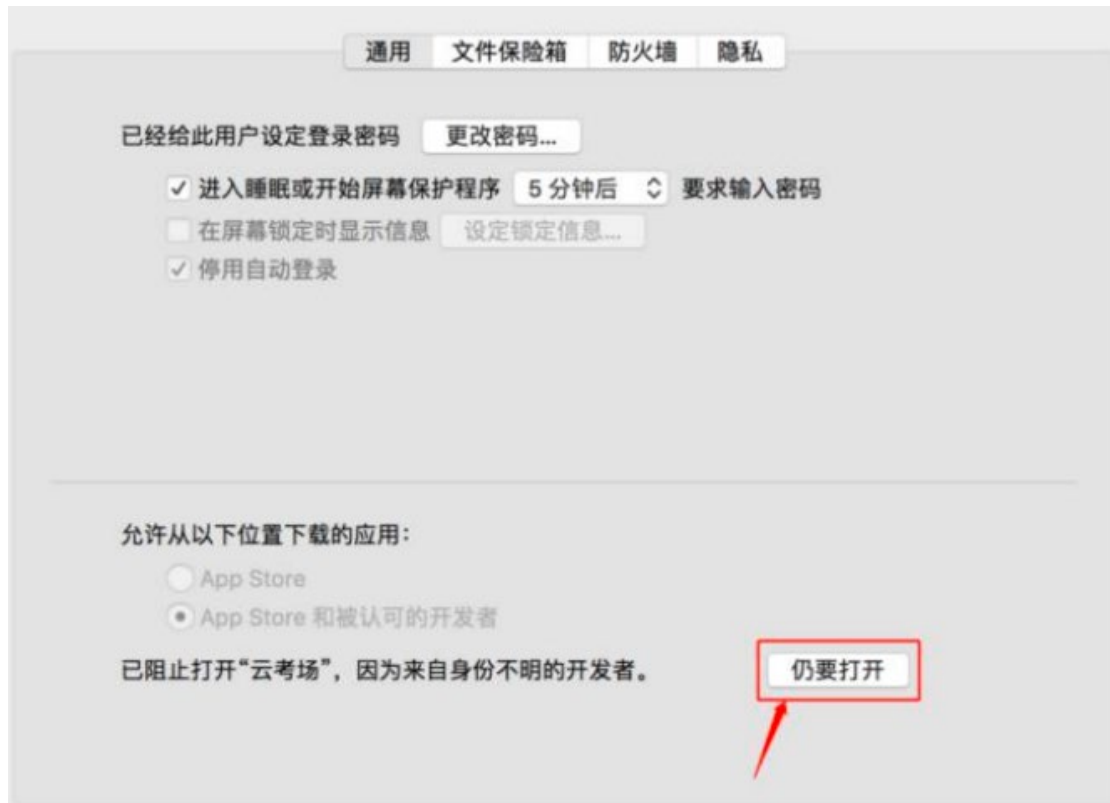 通用 文件保险箱 防火墙 隐私
已经给此用户设定登录密码 更改密码...
进入睡眠或开始屏幕保护程序 5 分钟后 要求输入密码
在屏幕锁定时显示信息 设定锁定信息...
停用自动登录
允许从以下位置下载的应用：
App Store
App Store 和被认可的开发者
已阻止打开“云考场”，因为来自身份不明的开发者。 仍要打开